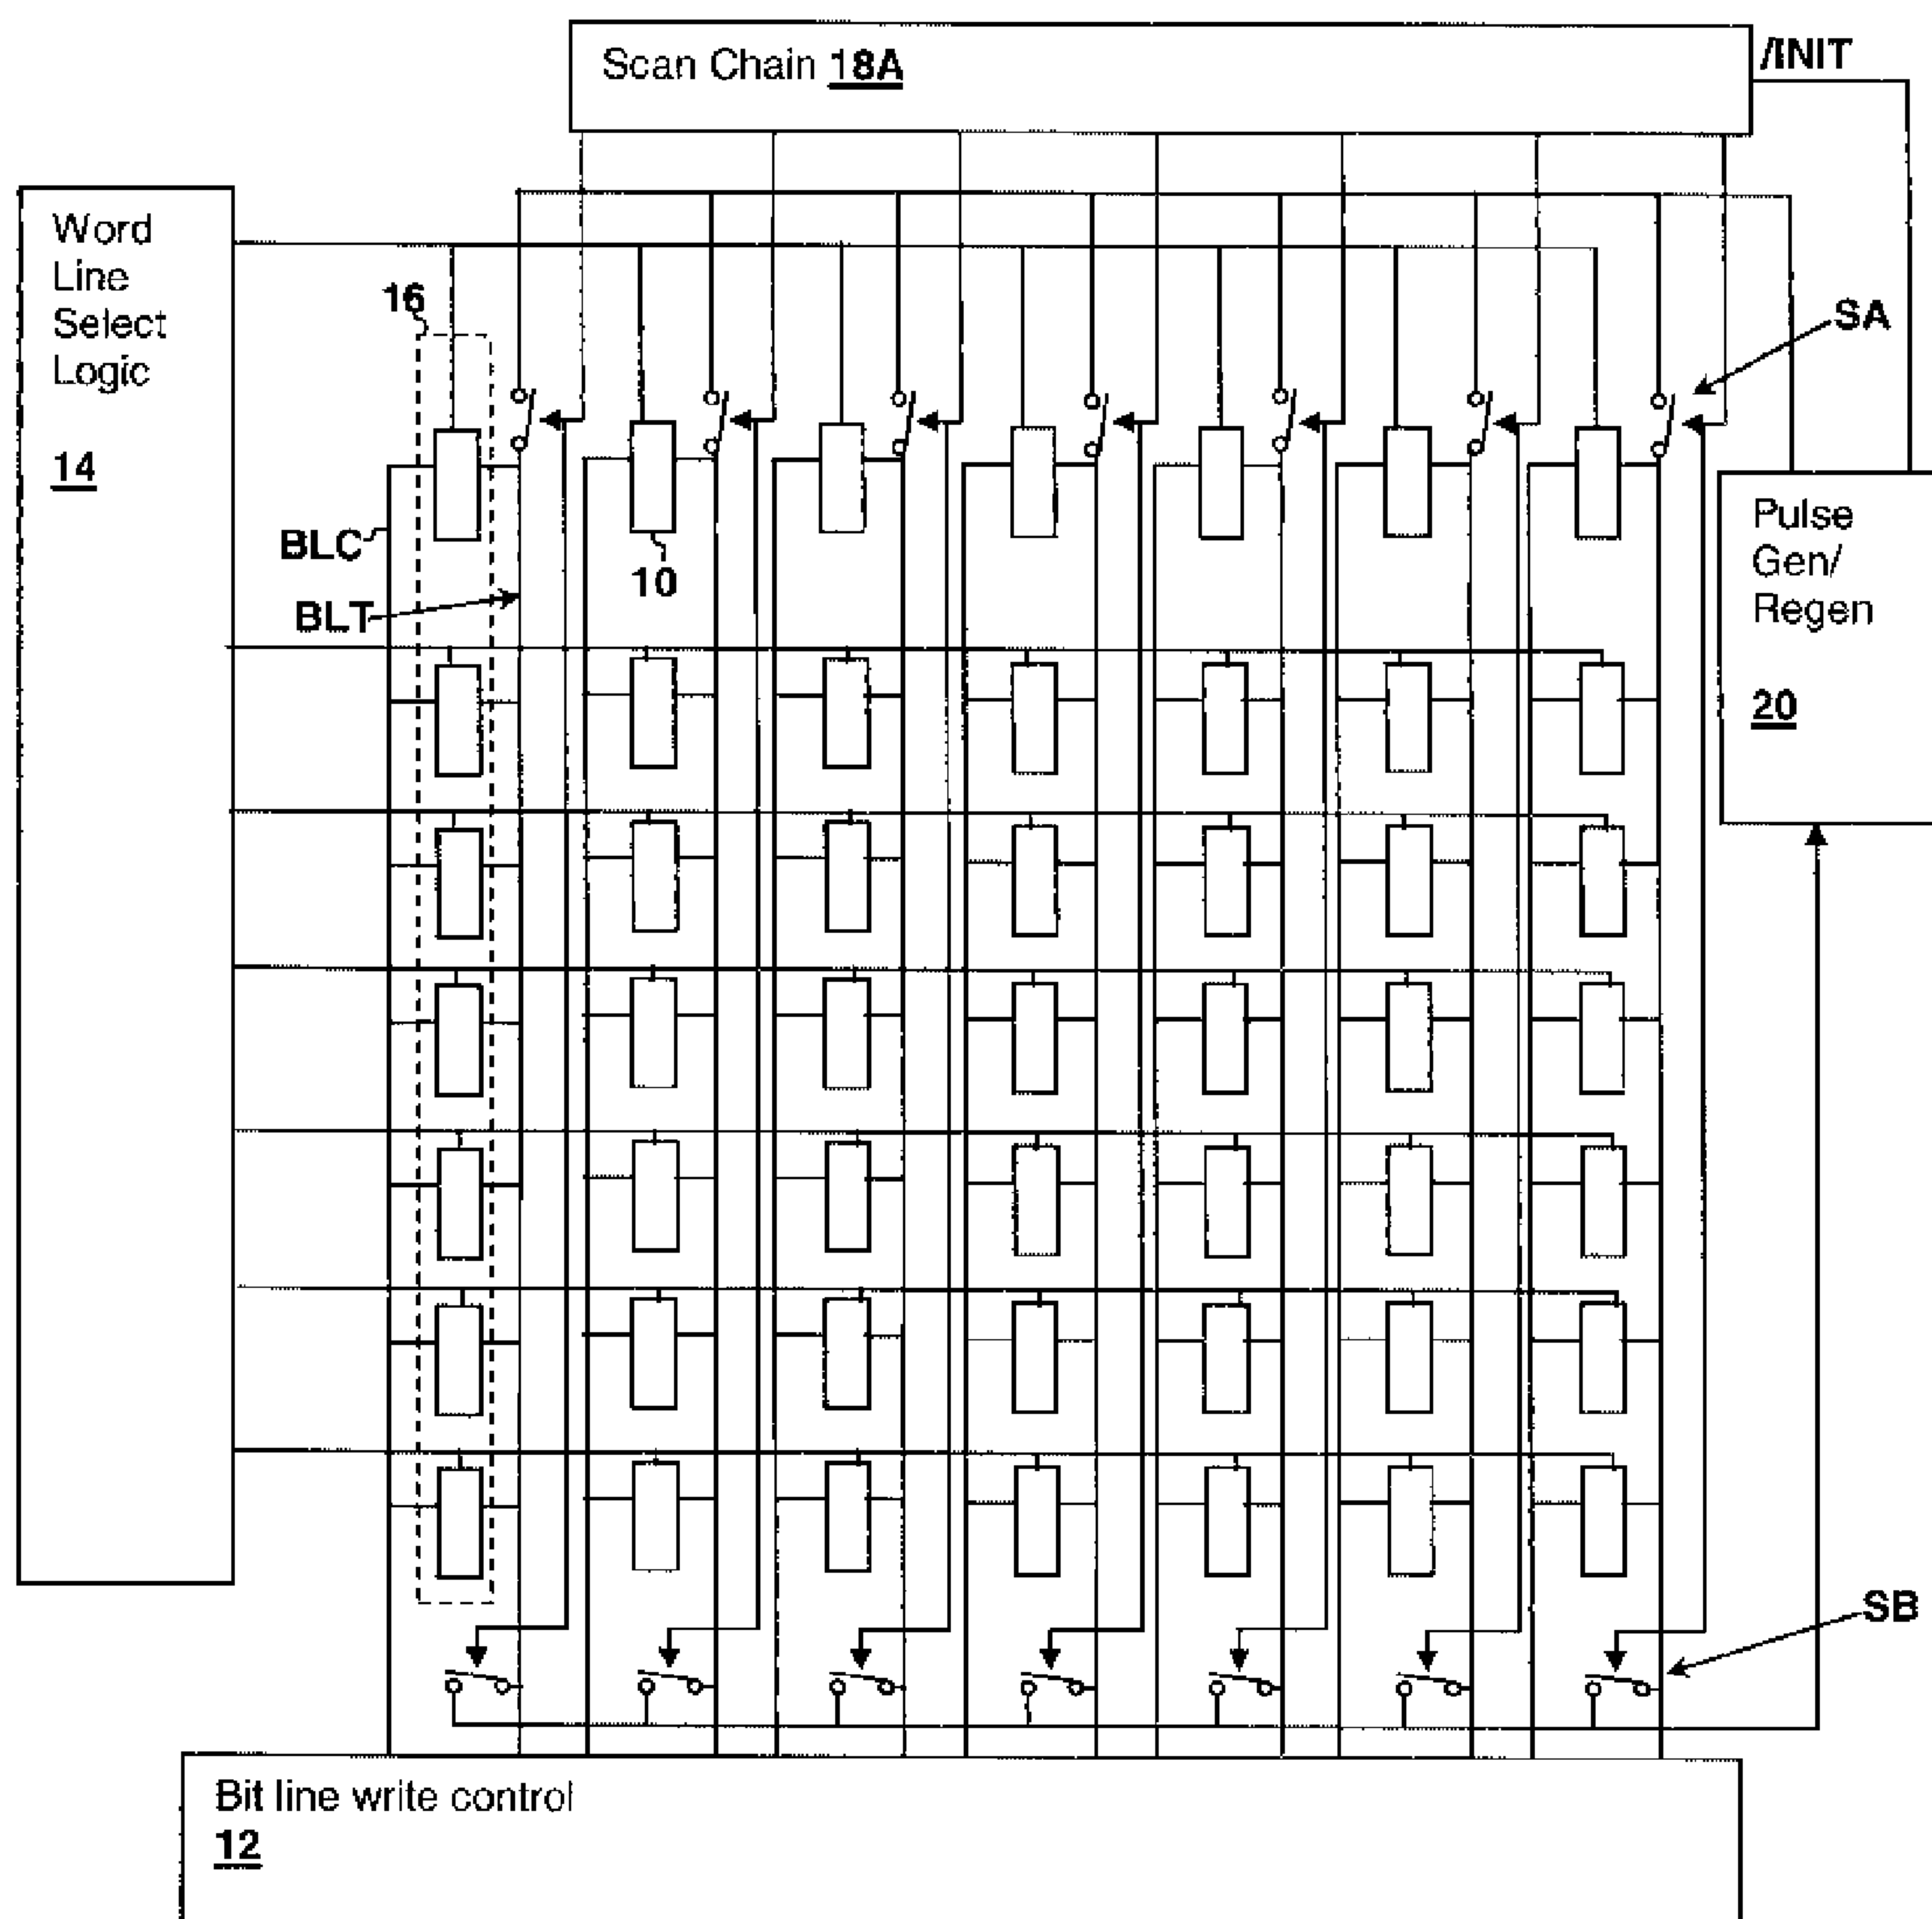 Scan Chain 18A
/INIT
Word
Line
Select
Logic
14
16
SA
BLC
10
BLT
Pulse
Gen/
Regen
20
SB
Bit line write control
12